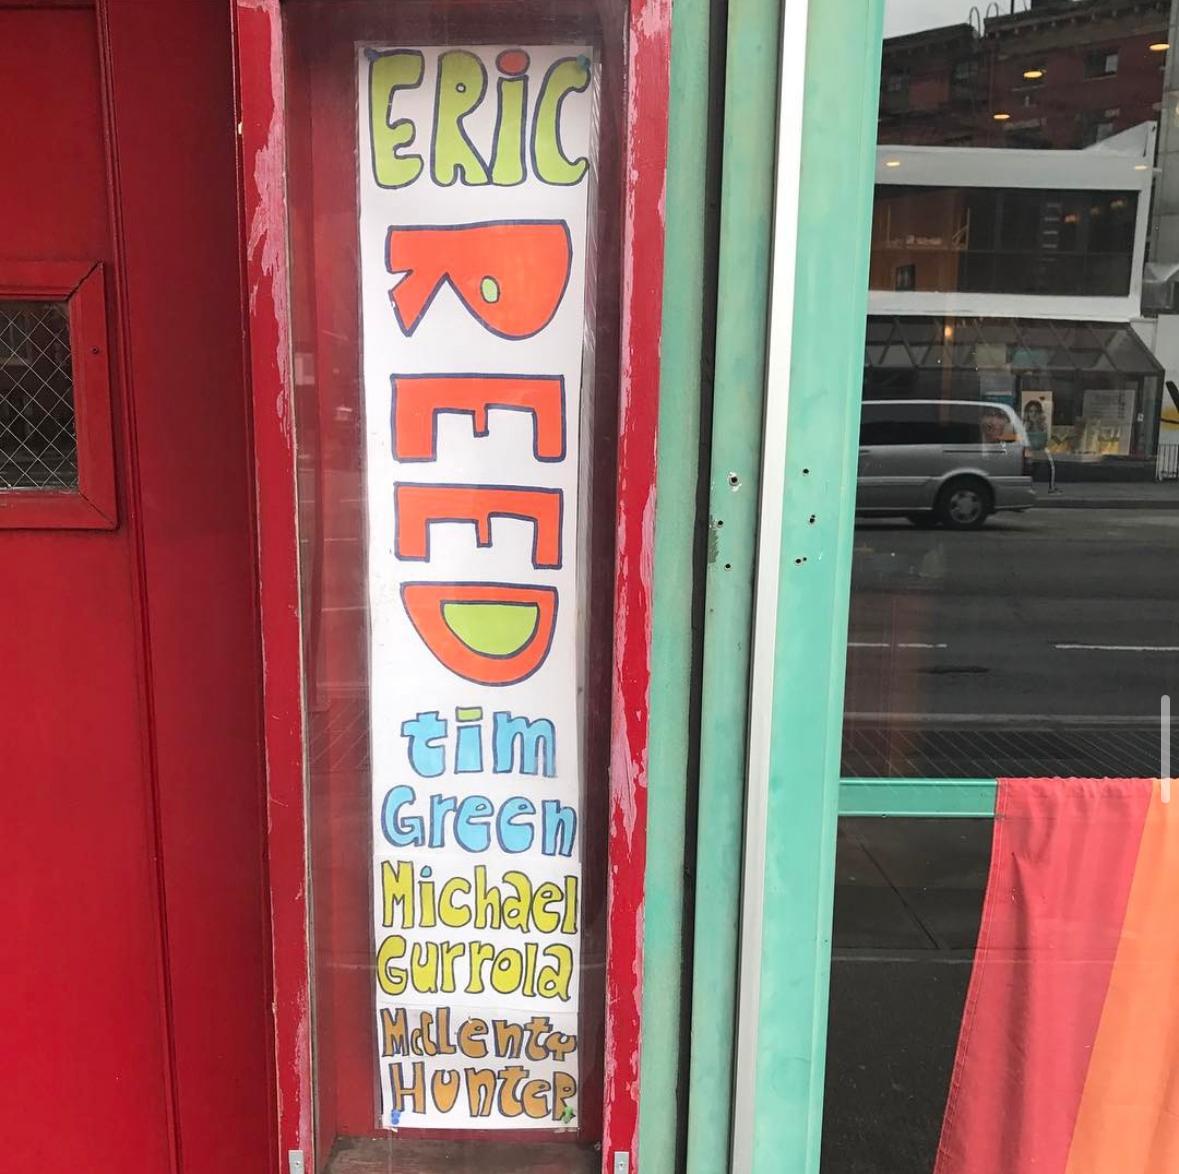 ERiC
REED
tim
Green
Michael
Gurrola
McClenty
HunteR